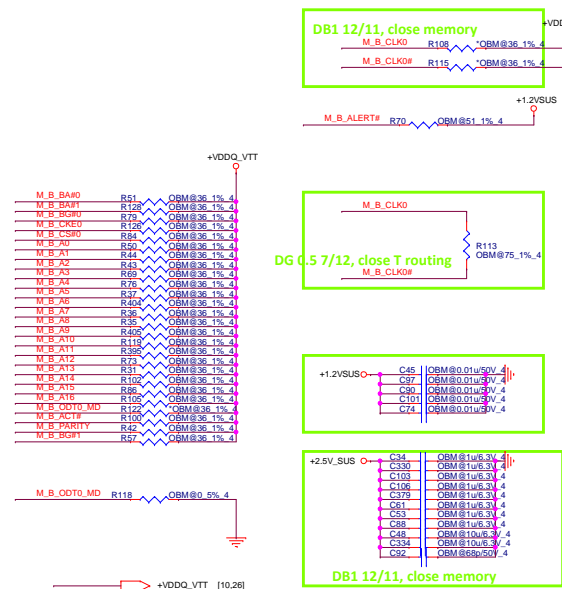 DB1 12/11, close memory
+VDD
M_B_CLK0 R108 *OBM@36_1%_4
M_B_CLK0# R115 *OBM@36_1%_4
+1.2VSUS
M_B_ALERT# R70 OBM@51_1%_4
+VDDQ_VTT
M_B_BA#0 R51 OBM@36_1%_4
M_B_BA#1 R128 OBM@36_1%_4
M_B_BG#0 R79 OBM@36_1%_4
M_B_CKE0 R126 OBM@36_1%_4
M_B_CS#0 R84 OBM@36_1%_4
M_B_A0 R50 OBM@36_1%_4
M_B_A1 R44 OBM@36_1%_4
M_B_A2 R43 OBM@36_1%_4
M_B_A3 R69 OBM@36_1%_4
M_B_A4 R76 OBM@36_1%_4
M_B_A5 R37 OBM@36_1%_4
M_B_A6 R404 OBM@36_1%_4
M_B_A7 R36 OBM@36_1%_4
M_B_A8 R35 OBM@36_1%_4
M_B_A9 R405 OBM@36_1%_4
M_B_A10 R119 OBM@36_1%_4
M_B_A11 R395 OBM@36_1%_4
M_B_A12 R73 OBM@36_1%_4
M_B_A13 R31 OBM@36_1%_4
M_B_A14 R102 OBM@36_1%_4
M_B_A15 R86 OBM@36_1%_4
M_B_A16 R105 OBM@36_1%_4
M_B_ODT0_MD R122 *OBM@36_1%_4
M_B_ACT# R100 OBM@36_1%_4
M_B_PARITY R42 OBM@36_1%_4
M_B_BG#1 R57 OBM@36_1%_4
M_B_CLK0
R113
OBM@75_1%_4
DG 0.5 7/12, close T routing
M_B_CLK0#
+1.2VSUS
C45 OBM@0.01u/50V_4
C97 OBM@0.01u/50V_4
C90 OBM@0.01u/50V_4
C101 OBM@0.01u/50V_4
C74 OBM@0.01u/50V_4
+2.5V_SUS
C34 OBM@1u/6.3V_4
C330 OBM@1u/6.3V_4
C103 OBM@1u/6.3V_4
C106 OBM@1u/6.3V_4
C379 OBM@1u/6.3V_4
C61 OBM@1u/6.3V_4
C53 OBM@1u/6.3V_4
C88 OBM@1u/6.3V_4
C48 OBM@10u/6.3V_4
C334 OBM@10u/6.3V_4
C92 OBM@68p/50V_4
DB1 12/11, close memory
M_B_ODT0_MD R118 OBM@0_5%_4
+VDDQ_VTT [10,26]